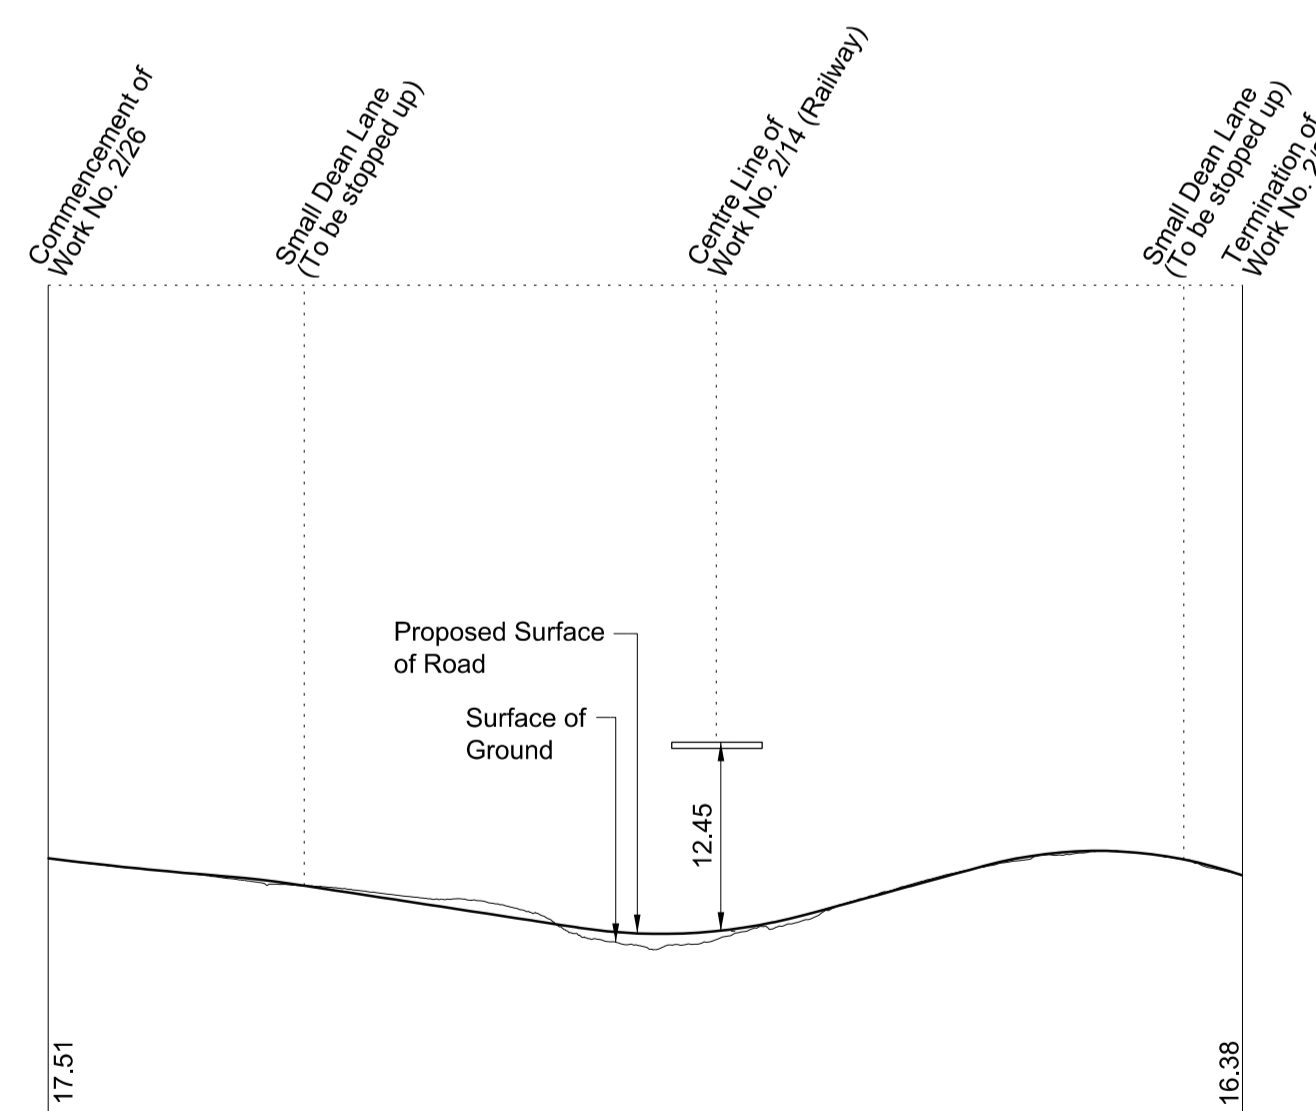 Commencement of
Work No. 2/26
Small Dean Lane
(To be stopped up)
Centre Line of
Work No. 2/14 (Railway)
Small Dean Lane
(To be stopped up)
Termination of
Work No.
Proposed Surface
of Road
Surface of
Ground
12.45
17.51
16.38